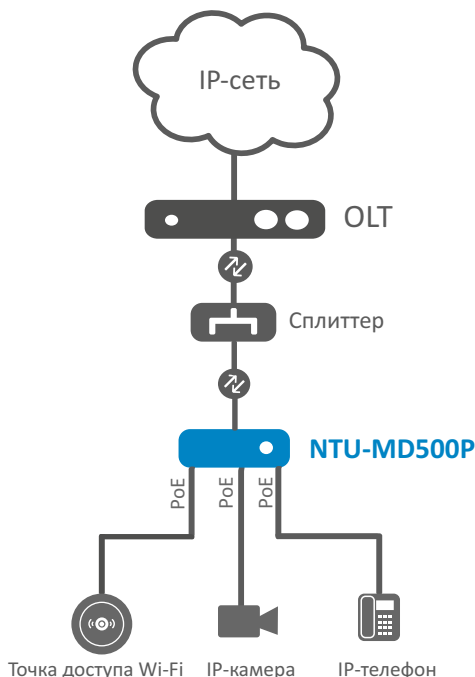 IP-сеть
OLT
Сплиттер
NTU-MD500P
PoE PoE PoE
Точка доступа Wi-Fi IP-камера IP-телефон